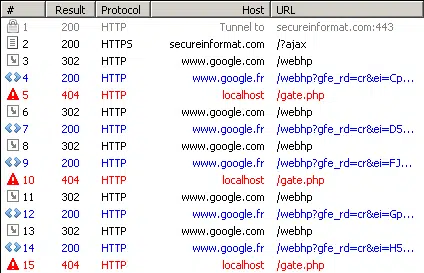 # Result Protocol Host URL
1 200 HTTP Tunnel to secureinformat.com:443
2 200 HTTPS secureinformat.com /?ajax
3 302 HTTP www.google.com /webhp
4 200 HTTP www.google.fr /webhp?gfe_rd=cr&ei=Cp...
5 404 HTTP localhost /gate.php
6 302 HTTP www.google.com /webhp
7 200 HTTP www.google.fr /webhp?gfe_rd=cr&ei=D5...
8 302 HTTP www.google.com /webhp
9 200 HTTP www.google.fr /webhp?gfe_rd=cr&ei=FJ...
10 404 HTTP localhost /gate.php
11 302 HTTP www.google.com /webhp
12 200 HTTP www.google.fr /webhp?gfe_rd=cr&ei=Gp...
13 302 HTTP www.google.com /webhp
14 200 HTTP www.google.fr /webhp?gfe_rd=cr&ei=H5...
15 404 HTTP localhost /gate.php